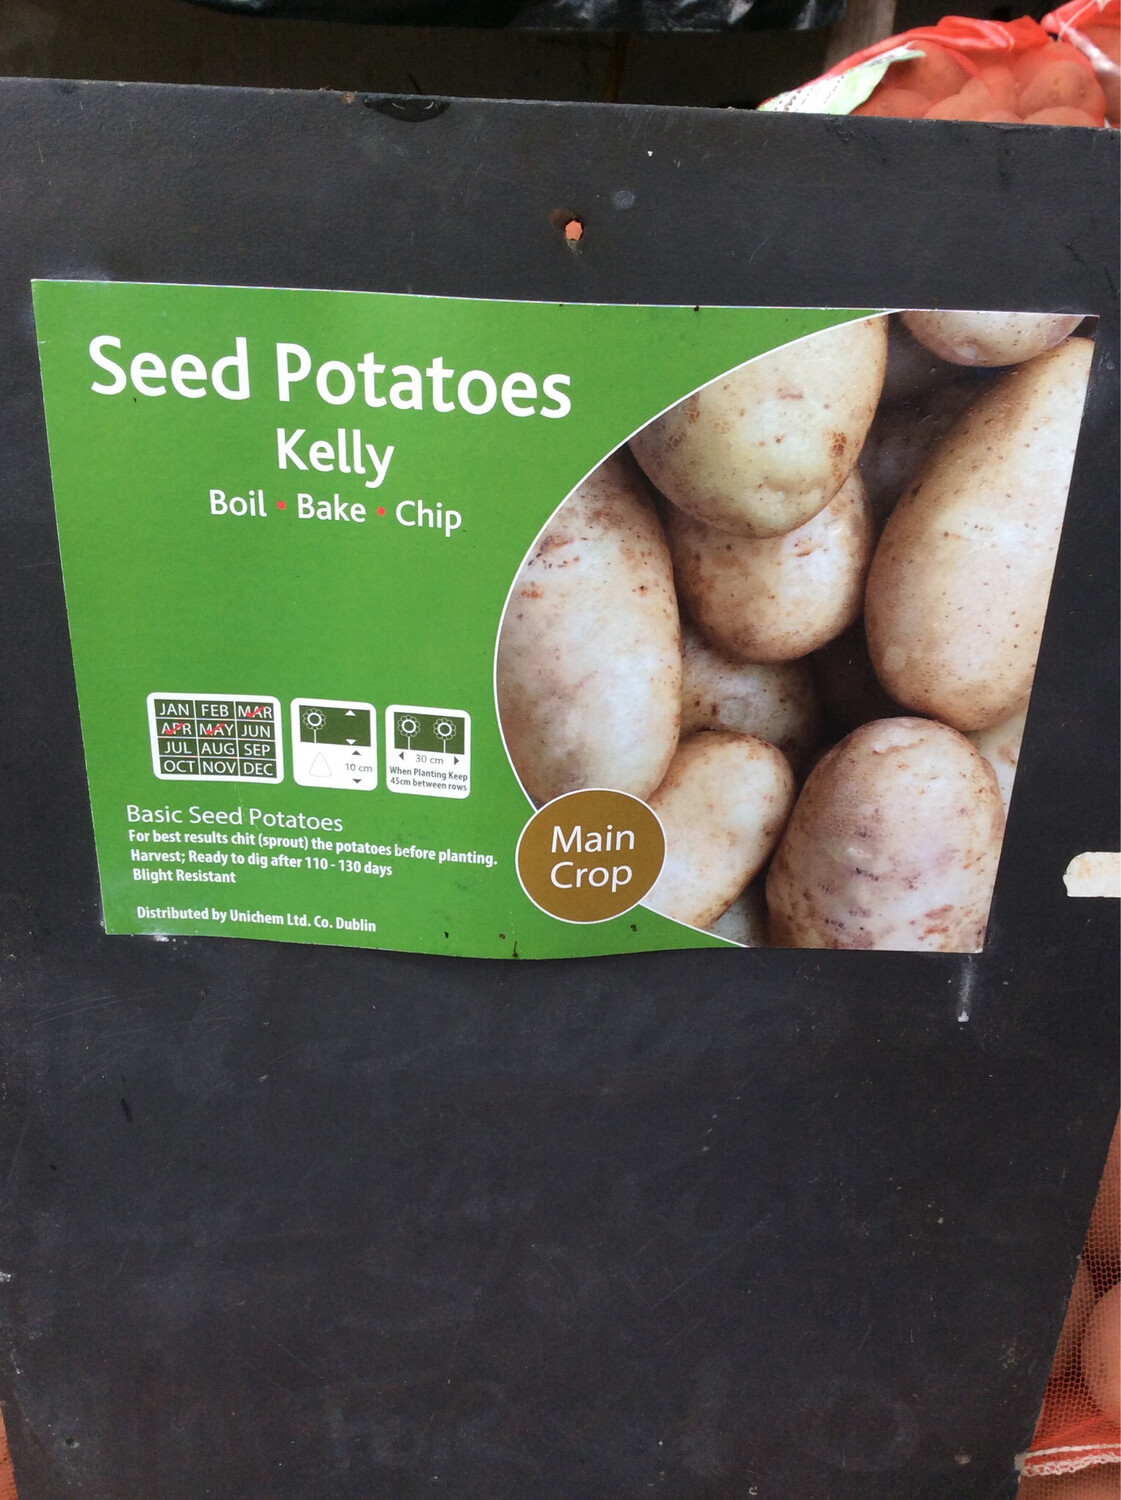 Seed Potatoes
Kelly
Boil • Bake • Chip
JAN FEB MAR
APR MAY JUN
JUL AUG SEP
OCT NOV DEC
10 cm
30 cm
When Planting Keep
45cm between rows
Basic Seed Potatoes
For best results chit (sprout) the potatoes before planting.
Harvest; Ready to dig after 110 - 130 days
Blight Resistant
Distributed by Unichem Ltd. Co. Dublin
Main
Crop